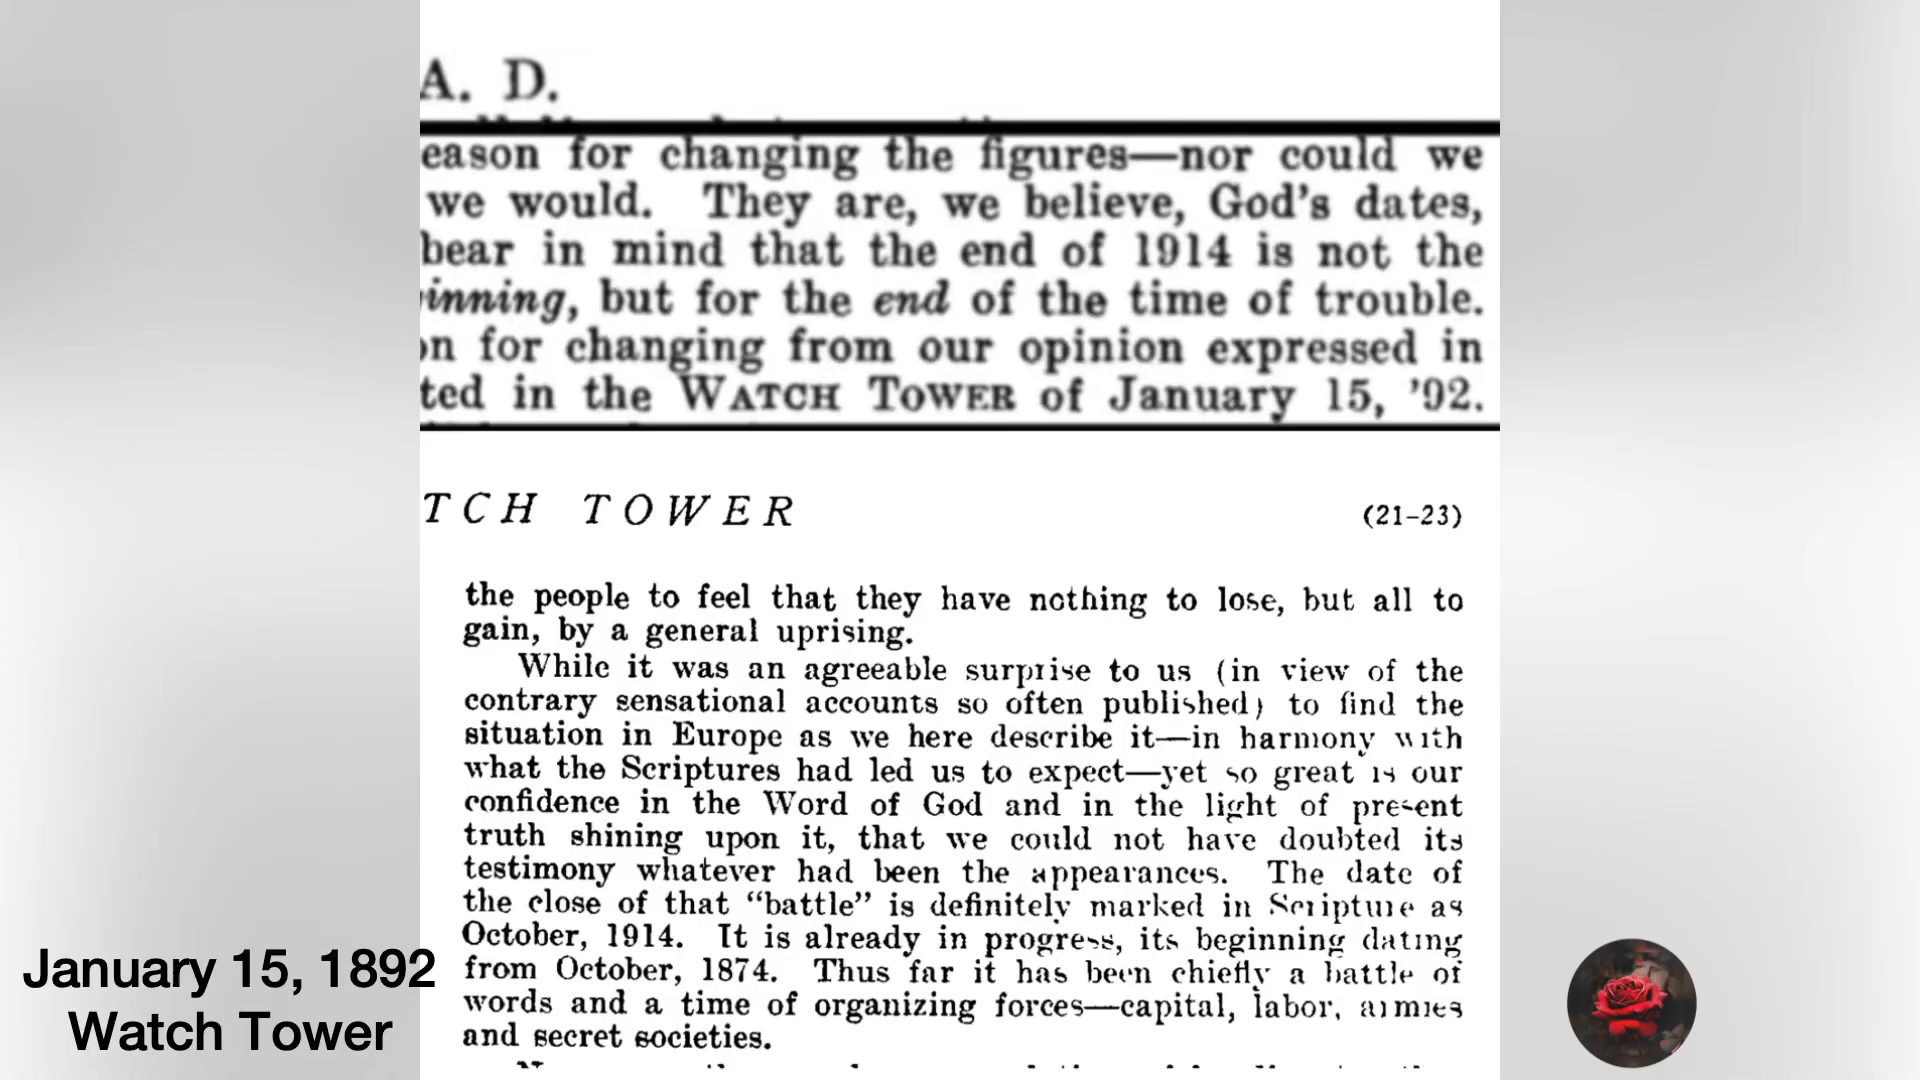 A. D.
eason for changing the figures—nor could we
we would. They are, we believe, God's dates,
bear in mind that the end of 1914 is not the
inning, but for the end of the time of trouble.
n for changing from our opinion expressed in
ted in the WATCH TOWER of January 15, '92.
TCH TOWER (21-23)
the people to feel that they have nothing to lose, but all to
gain, by a general uprising.
While it was an agreeable surprise to us (in view of the
contrary sensational accounts so often published) to find the
situation in Europe as we here describe it—in harmony with
what the Scriptures had led us to expect—yet so great is our
confidence in the Word of God and in the light of present
truth shining upon it, that we could not have doubted its
testimony whatever had been the appearances. The date of
the close of that “battle” is definitely marked in Scripture as
October, 1914. It is already in progress, its beginning dating
from October, 1874. Thus far it has been chiefly a battle of
words and a time of organizing forces—capital, labor, armies
and secret societies.
January 15, 1892
Watch Tower